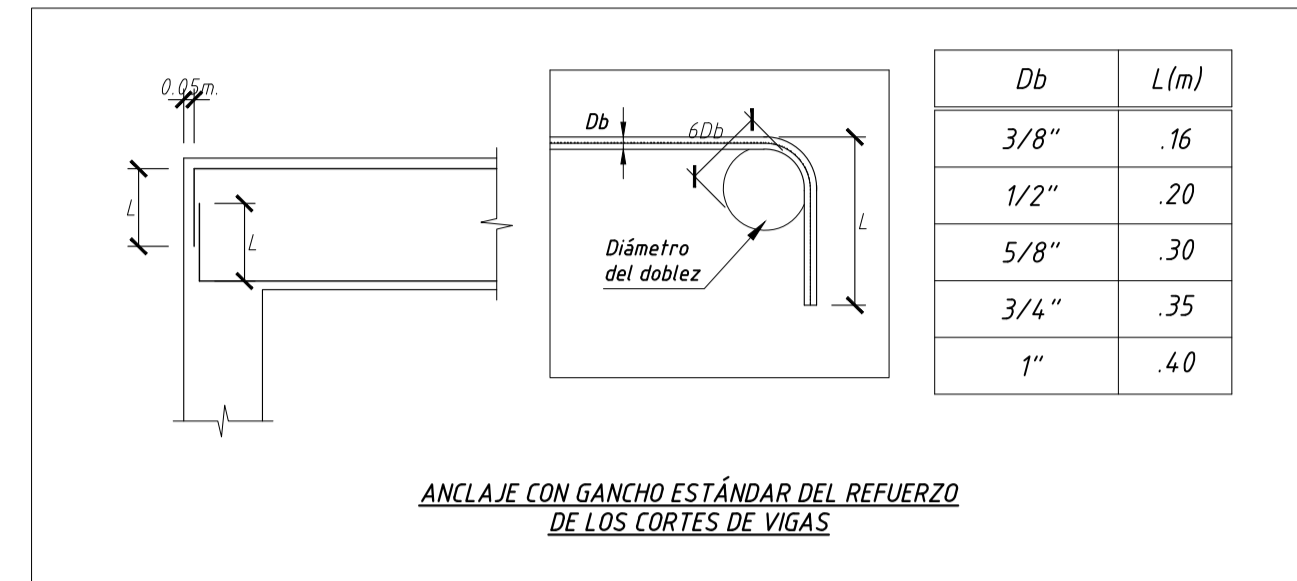 0.05m.
L
L
Db
6Db
L
Diámetro
del doblez
Db L(m)
3/8" .16
1/2" .20
5/8" .30
3/4" .35
1" .40
ANCLAJE CON GANCHO ESTÁNDAR DEL REFUERZO
DE LOS CORTES DE VIGAS